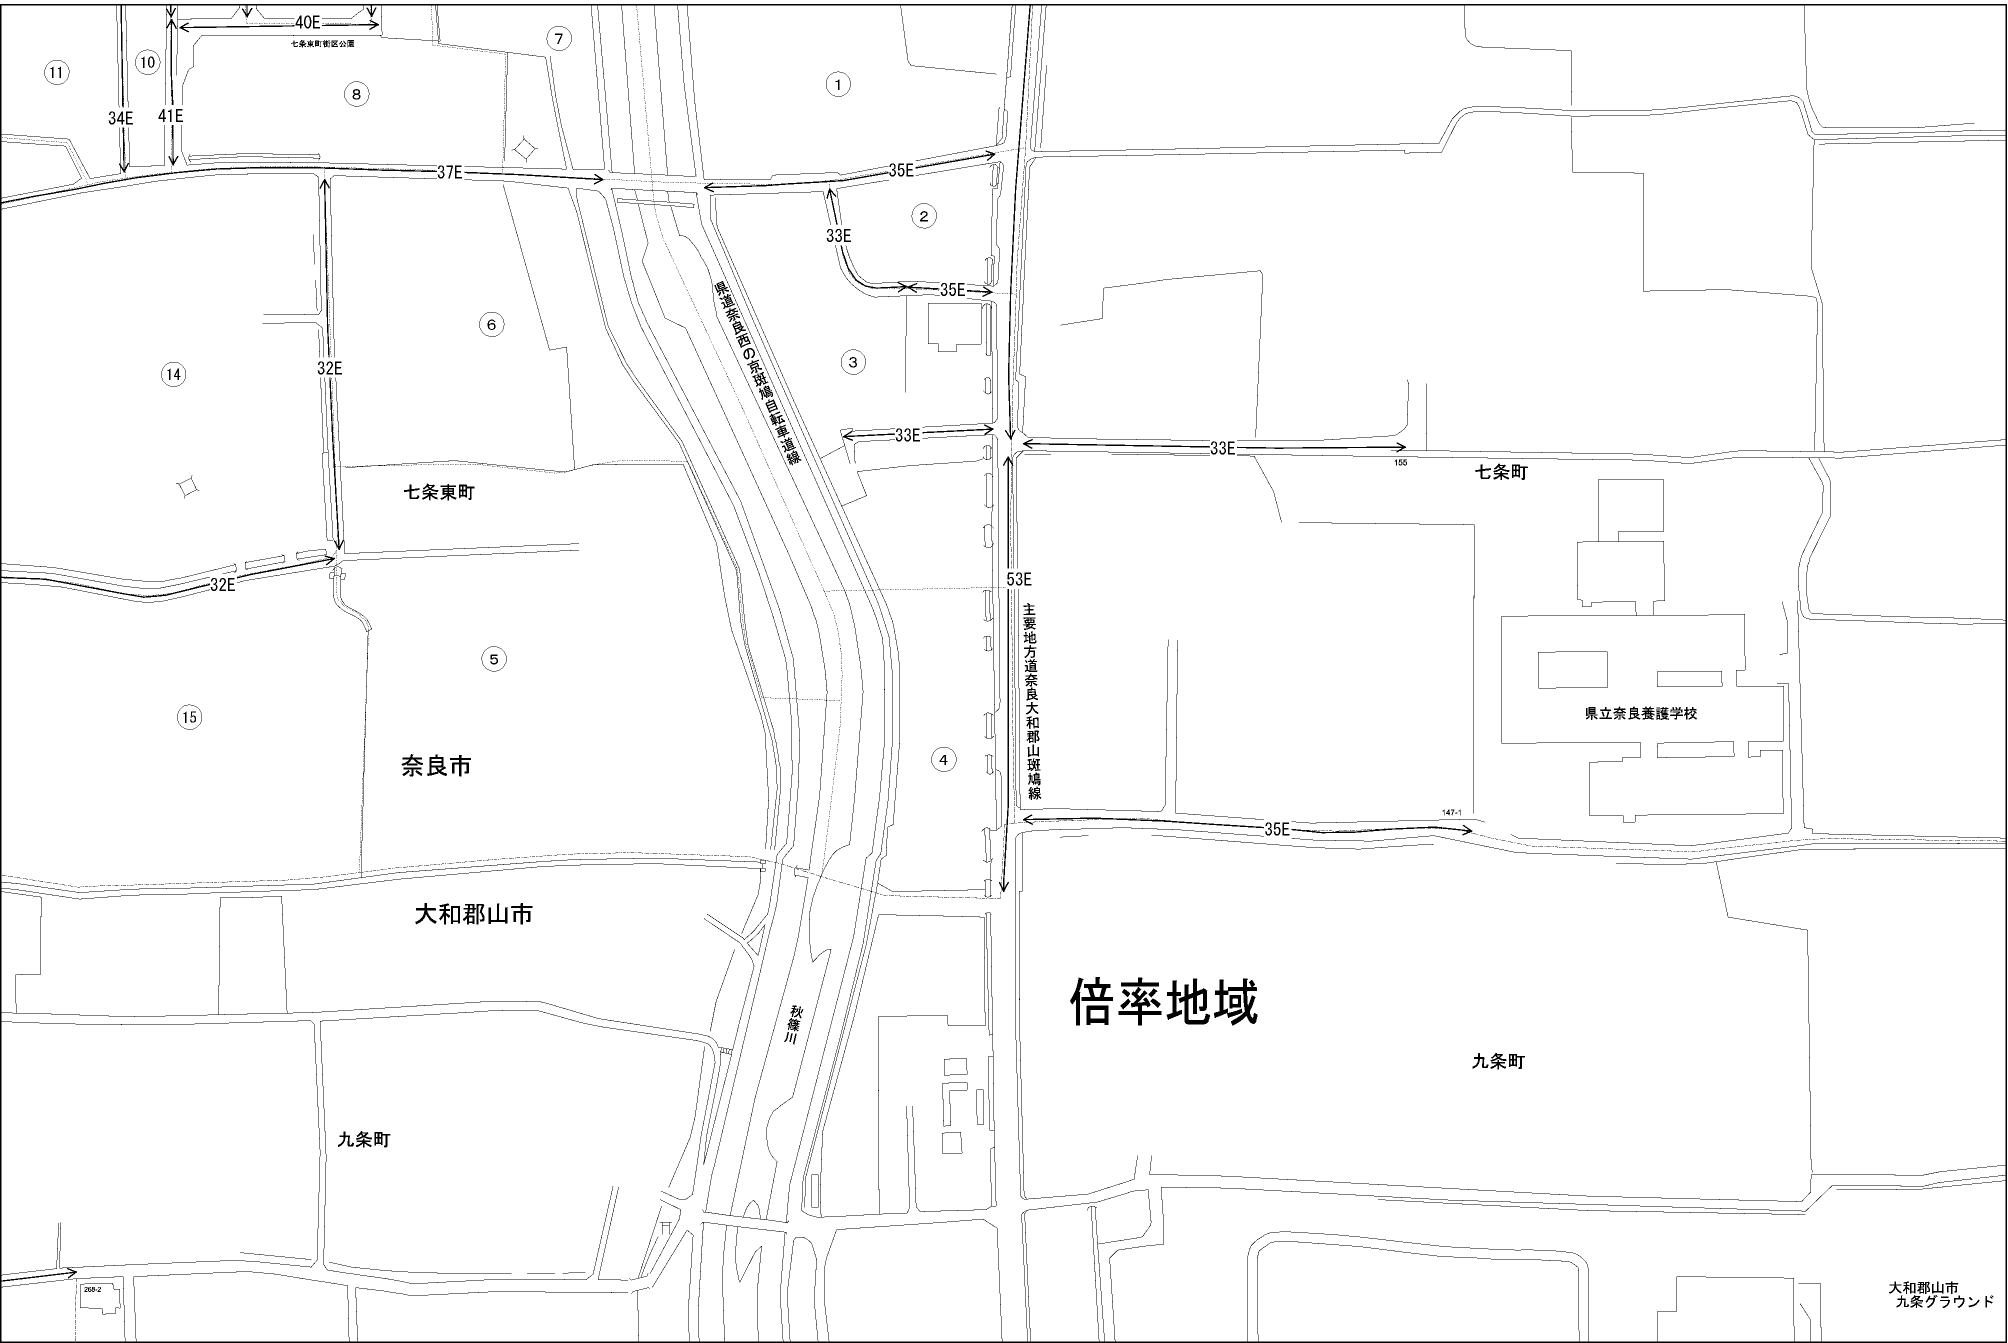 40E
七条東町街区公園
⑦
⑪
⑩
①
⑧
34E
41E
37E
35E
②
33E
35E
県道奈良西の京斑鳩自転車道線
⑥
③
⑭
32E
33E
33E
155
七条町
七条東町
53E
32E
主要地方道奈良大和郡山斑鳩線
⑤
⑮
県立奈良養護学校
④
奈良市
147-1
35E
大和郡山市
倍率地域
秋篠川
九条町
九条町
268-2
大和郡山市
九条グラウンド